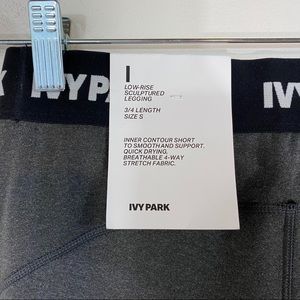 IVY PARK
I
LOW-RISE
SCULPTURED
LEGGING
3/4 LENGTH
SIZE S
INNER CONTOUR SHORT
TO SMOOTH AND SUPPORT,
QUICK DRYING,
BREATHABLE 4-WAY
STRETCH FABRIC.
IVY PARK